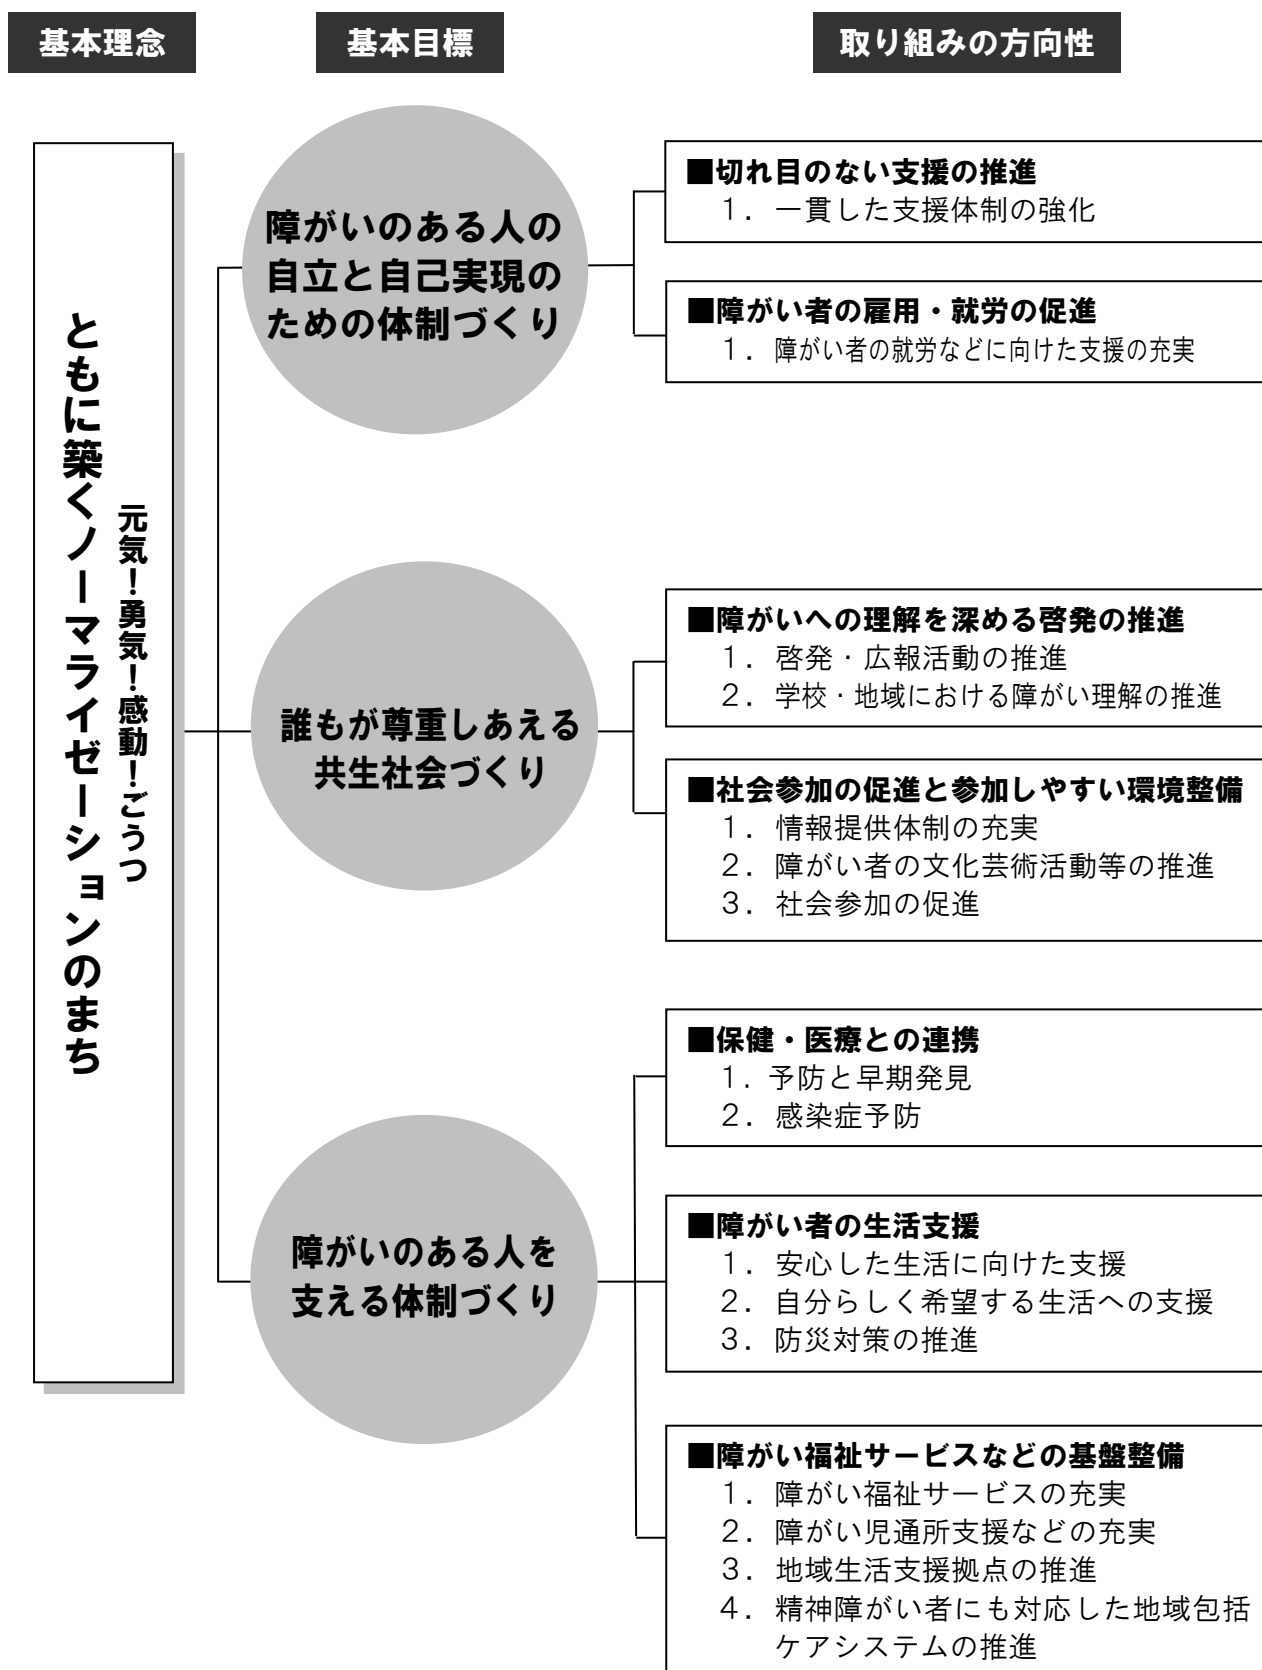 基本理念
基本目標
取り組みの方向性
元気！勇気！感動！ごうつ
ともに築くノーマライゼーションのまち
障がいのある人の
自立と自己実現の
ための体制づくり
■切れ目のない支援の推進
１．一貫した支援体制の強化
■障がい者の雇用・就労の促進
１．障がい者の就労などに向けた支援の充実
誰もが尊重しあえる
共生社会づくり
■障がいへの理解を深める啓発の推進
１．啓発・広報活動の推進
２．学校・地域における障がい理解の推進
■社会参加の促進と参加しやすい環境整備
１．情報提供体制の充実
２．障がい者の文化芸術活動等の推進
３．社会参加の促進
障がいのある人を
支える体制づくり
■保健・医療との連携
１．予防と早期発見
２．感染症予防
■障がい者の生活支援
１．安心した生活に向けた支援
２．自分らしく希望する生活への支援
３．防災対策の推進
■障がい福祉サービスなどの基盤整備
１．障がい福祉サービスの充実
２．障がい児通所支援などの充実
３．地域生活支援拠点の推進
４．精神障がい者にも対応した地域包括
ケアシステムの推進